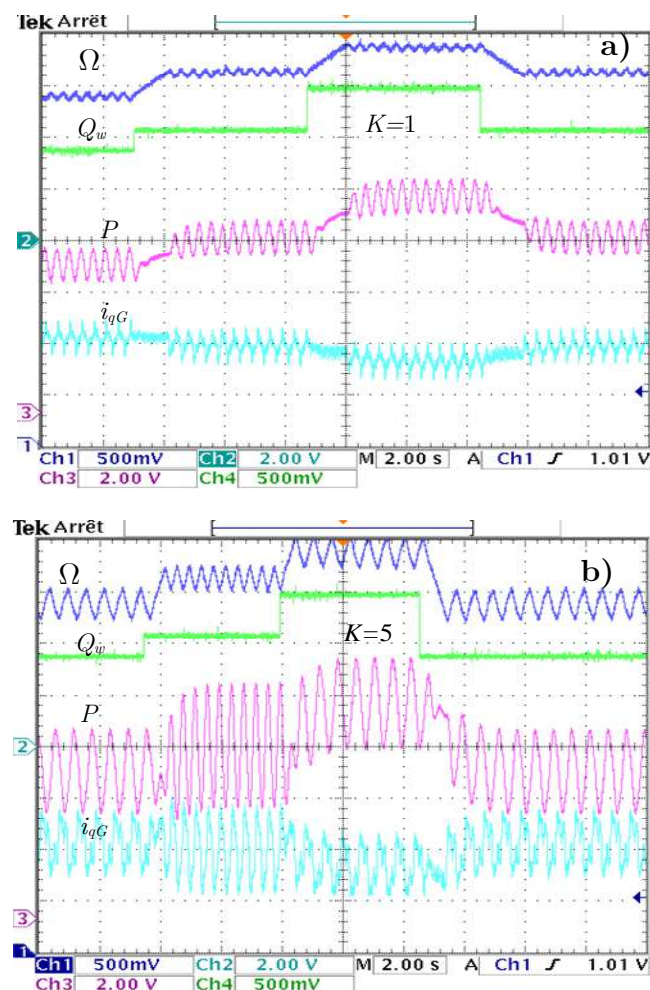 Tek Arrêt
a)
Ω
Q_w
K=1
P
2
i_qG
3
1
Ch1 500mV Ch2 2.00 V M 2.00 s A Ch1 ƒ 1.01 V
Ch3 2.00 V Ch4 500mV
Tek Arrêt
b)
Ω
Q_w
K=5
P
2
i_qG
3
1
Ch1 500mV Ch2 2.00 V M 2.00 s A Ch1 ƒ 1.01 V
Ch3 2.00 V Ch4 500mV